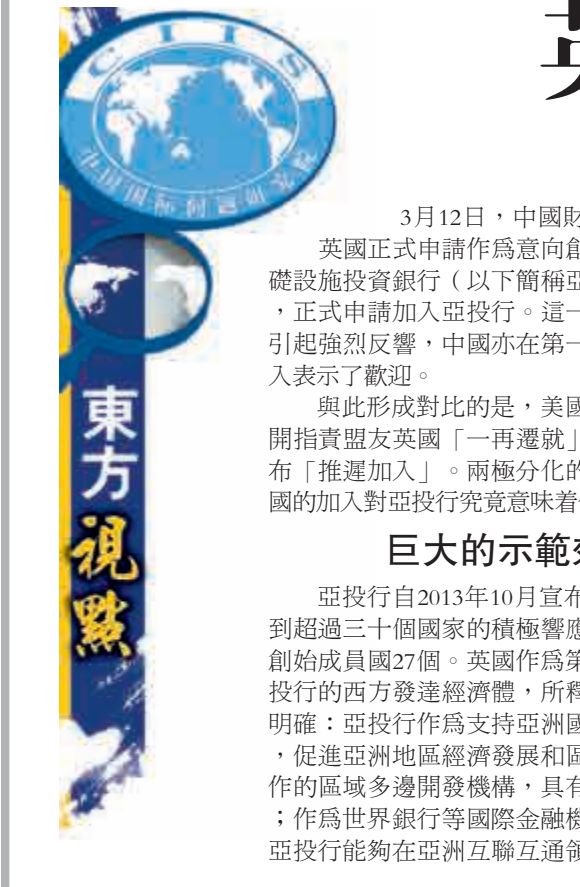 CIIS
中国国际问题研究院
東方視點
英
3月12日，中國財
英國正式申請作爲意向創
礎設施投資銀行（以下簡稱亞
，正式申請加入亞投行。這一
引起強烈反響，中國亦在第一
入表示了歡迎。
與此形成對比的是，美國
開指責盟友英國「一再遷就」
布「推遲加入」。兩極分化的
國的加入對亞投行究竟意味着
巨大的示範
亞投行自2013年10月宣布
到超過三十個國家的積極響應
創始成員國27個。英國作爲第
投行的西方發達經濟體，所釋
明確：亞投行作爲支持亞洲國
，促進亞洲地區經濟發展和區
作的區域多邊開發機構，具有
；作爲世界銀行等國際金融機
亞投行能夠在亞洲互聯互通領